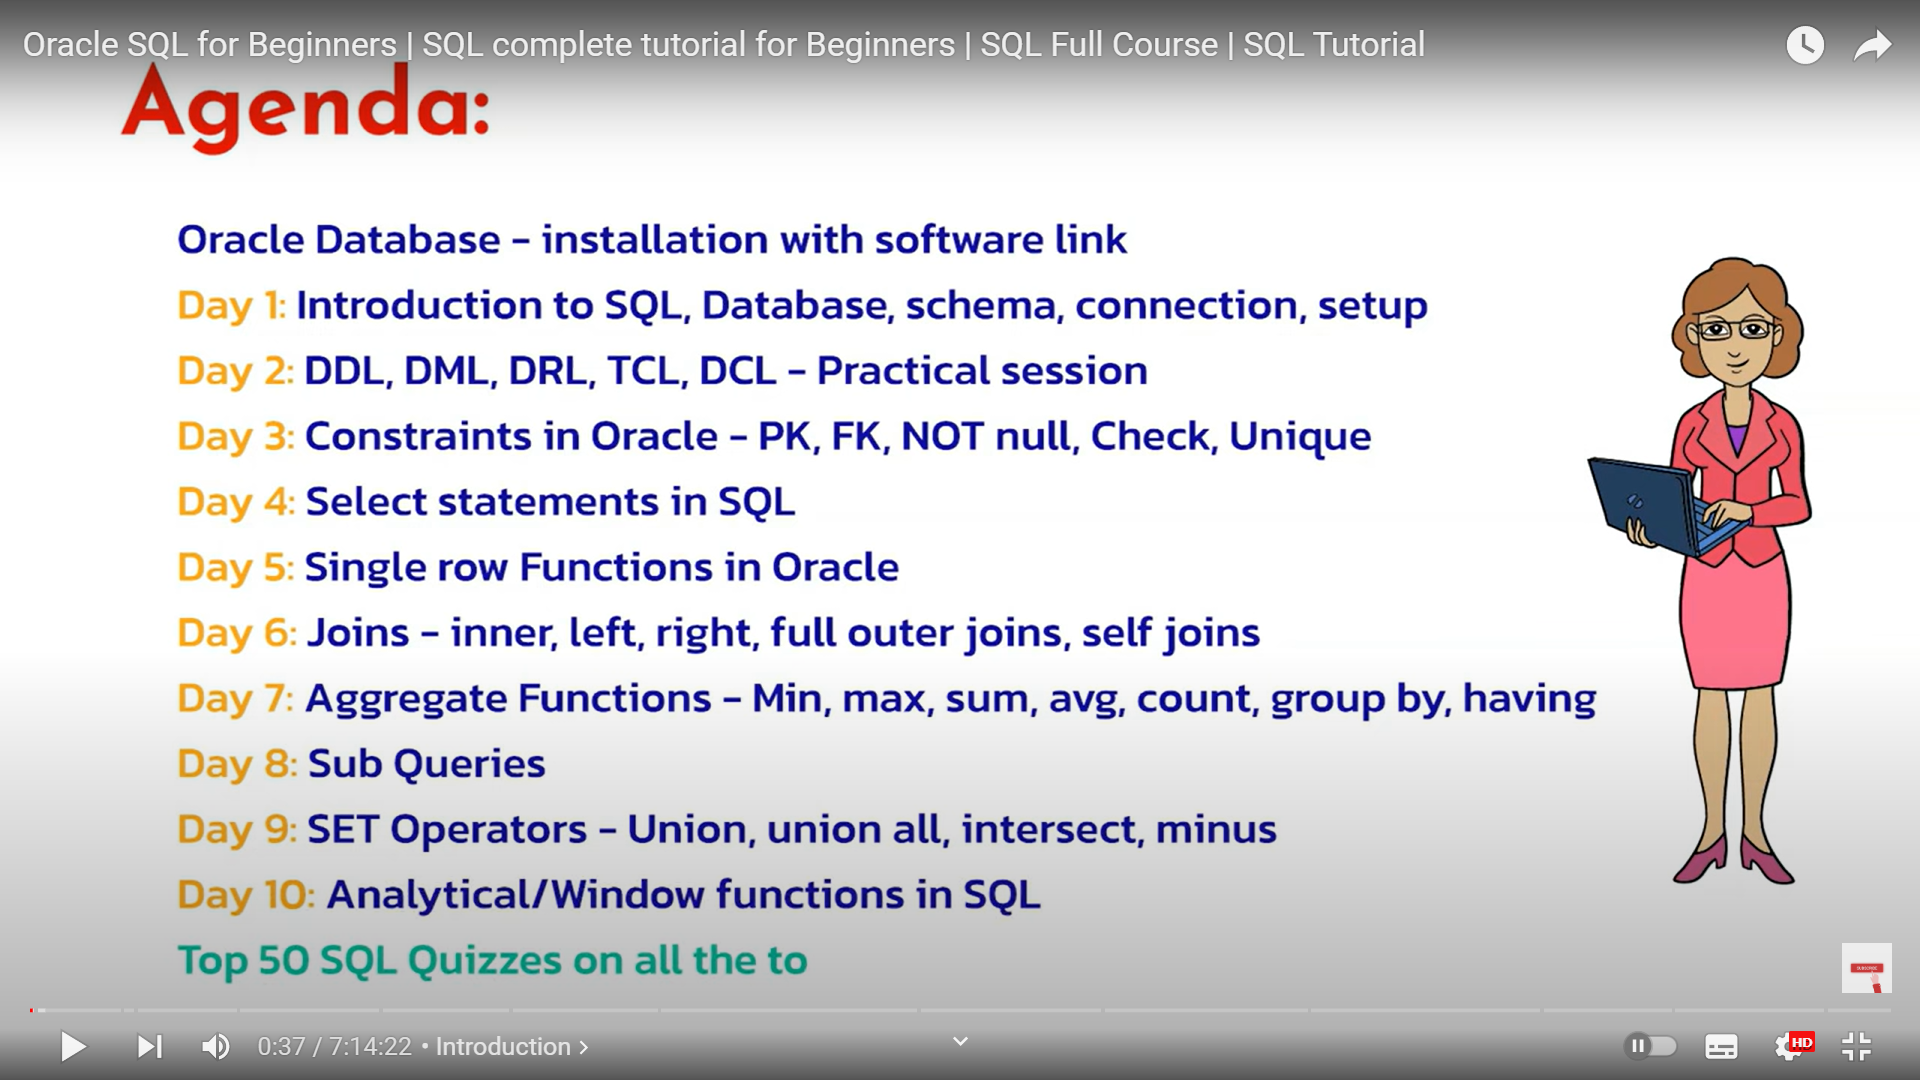 Oracle SQL for Beginners | SQL complete tutorial for Beginners | SQL Full Course | SQL Tutorial
Agenda:
Oracle Database - installation with software link
Day 1: Introduction to SQL, Database, schema, connection, setup
Day 2: DDL, DML, DRL, TCL, DCL - Practical session
Day 3: Constraints in Oracle - PK, FK, NOT null, Check, Unique
Day 4: Select statements in SQL
Day 5: Single row Functions in Oracle
Day 6: Joins - inner, left, right, full outer joins, self joins
Day 7: Aggregate Functions - Min, max, sum, avg, count, group by, having
Day 8: Sub Queries
Day 9: SET Operators - Union, union all, intersect, minus
Day 10: Analytical/Window functions in SQL
Top 50 SQL Quizzes on all the to
SUBSCRIBE
0:37 / 7:14:22 • Introduction >
HD